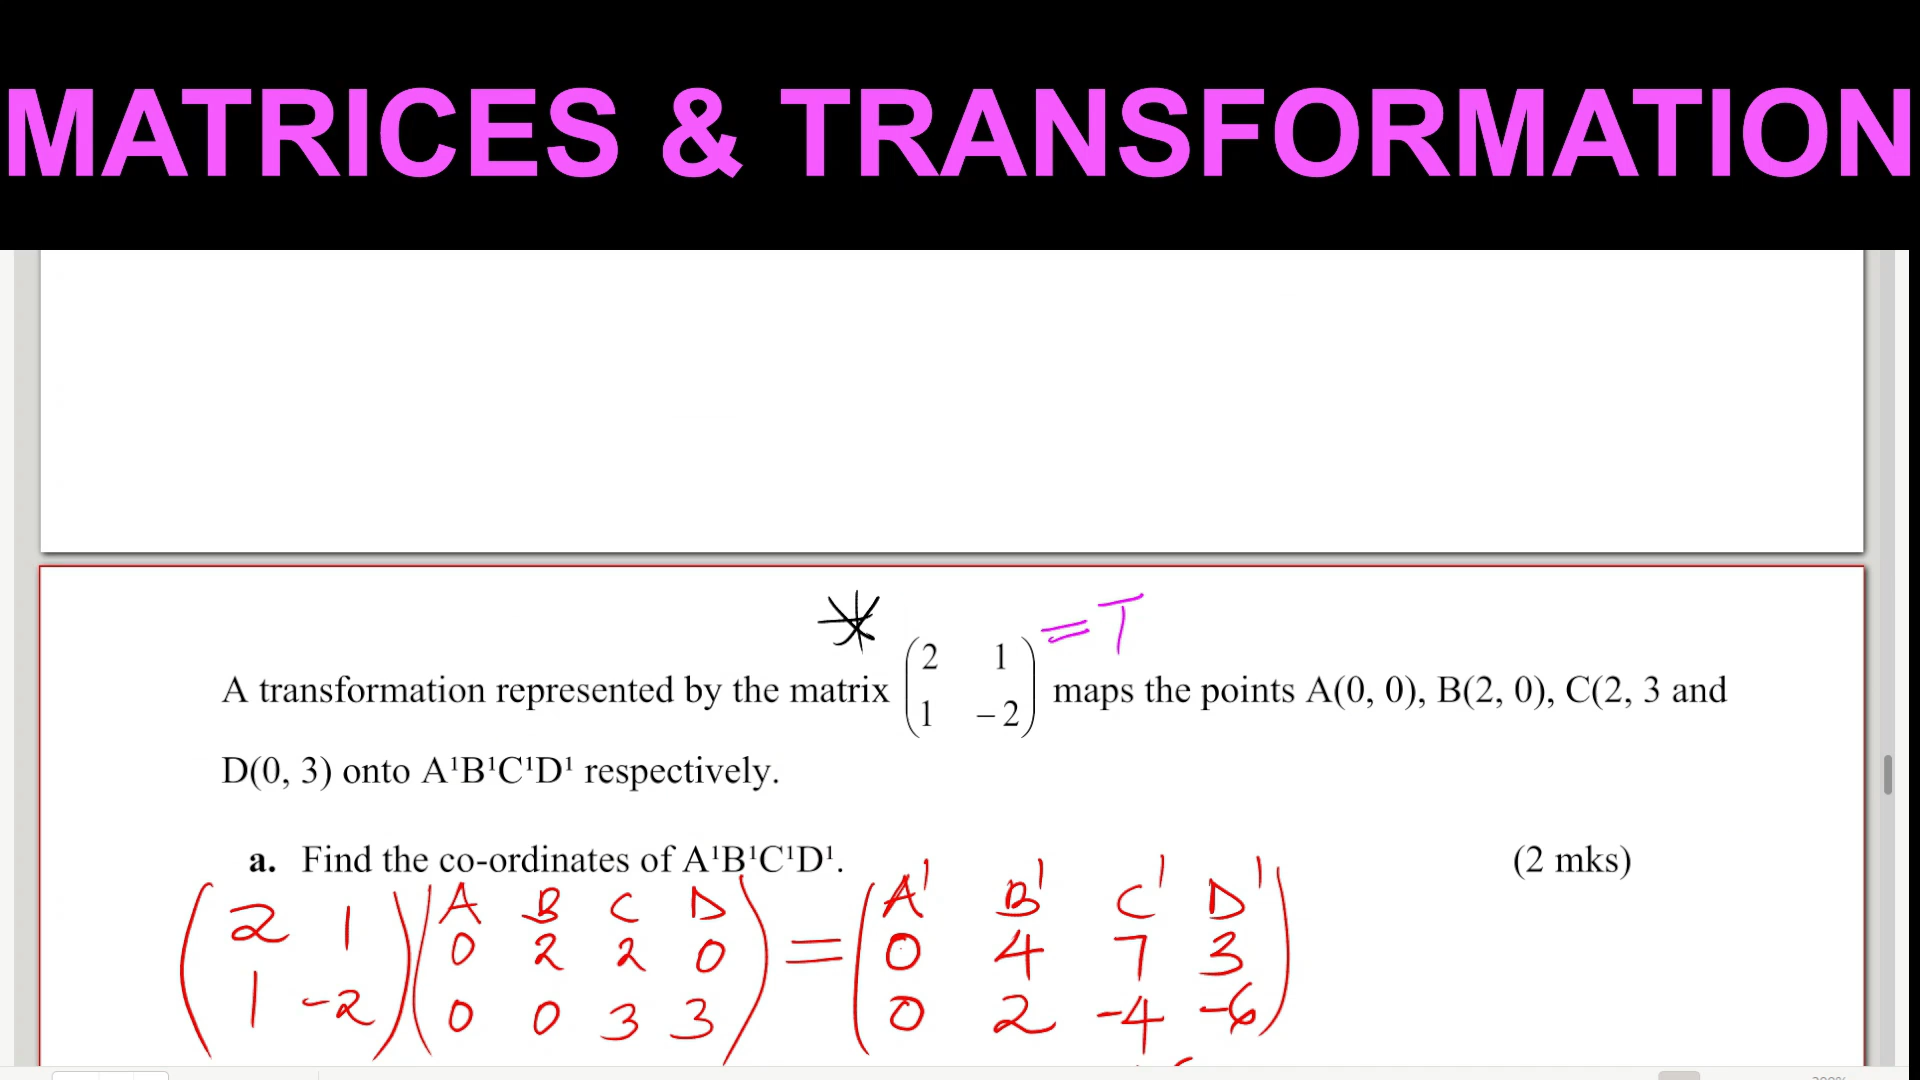 MATRICES & TRANSFORMATION
= T
A transformation represented by the matrix (2 1
1 −2) maps the points A(0, 0), B(2, 0), C(2, 3 and
D(0, 3) onto A¹B¹C¹D¹ respectively.
a. Find the co-ordinates of A¹B¹C¹D¹. (2 mks)
A B C D A' B' C' D'
(2 1) (0 2 2 0) = (0 4 7 3)
(1 -2) (0 0 3 3) (0 2 -4 -6)